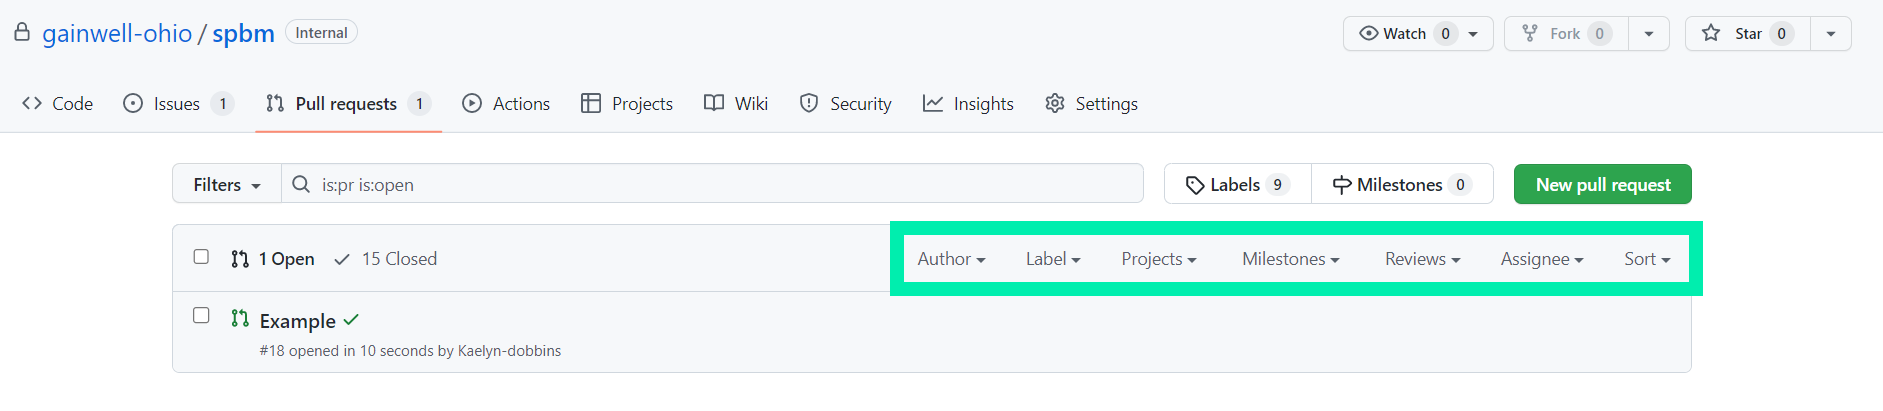 gainwell-ohio / spbm Internal Watch 0 Fork 0 Star 0
Code Issues 1 Pull requests 1 Actions Projects Wiki Security Insights Settings
Filters is:pr is:open Labels 9 Milestones 0 New pull request
1 Open 15 Closed Author Label Projects Milestones Reviews Assignee Sort
Example
#18 opened in 10 seconds by Kaelyn-dobbins